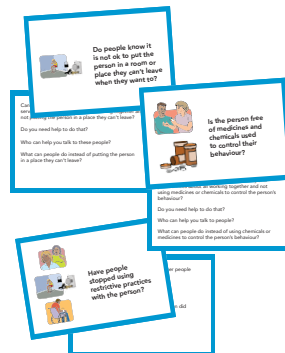 Do people know it
is not ok to put the
person in a room or
place they can't leave
when they want to?
not putting the person in a place they can't leave?
Do you need help to do that?
Who can help you talk to these people?
What can people do instead of putting the person
in a place they can't leave?
Is the person free
of medicines and
chemicals used
to control their
behaviour?
all working together and not
using medicines or chemicals to control the person's
behaviour?
Do you need help to do that?
Who can help you talk to people?
What can people do instead of using chemicals or
medicines to control the person's behaviour?
Have people
stopped using
restrictive practices
with the person?
people
did